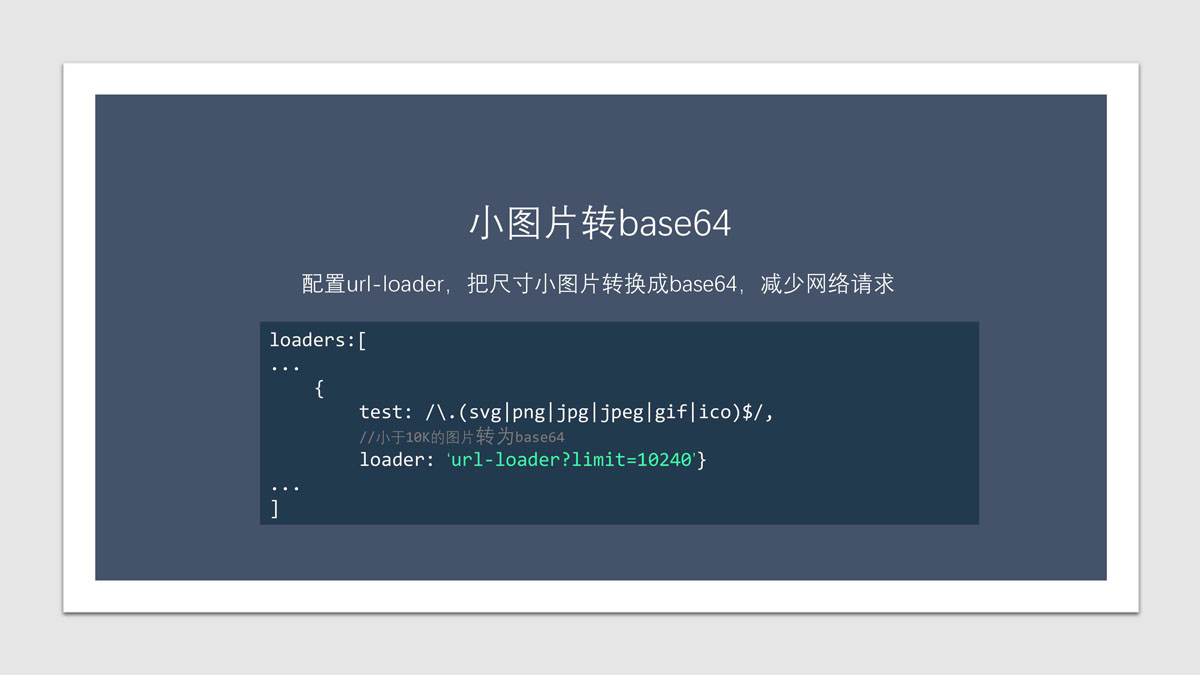 小图片转base64
配置url-loader，把尺寸小图片转换成base64，减少网络请求
loaders:[
...
    {
        test: /\.(svg|png|jpg|jpeg|gif|ico)$/,
        //小于10K的图片转为base64
        loader: 'url-loader?limit=10240'}
...
]